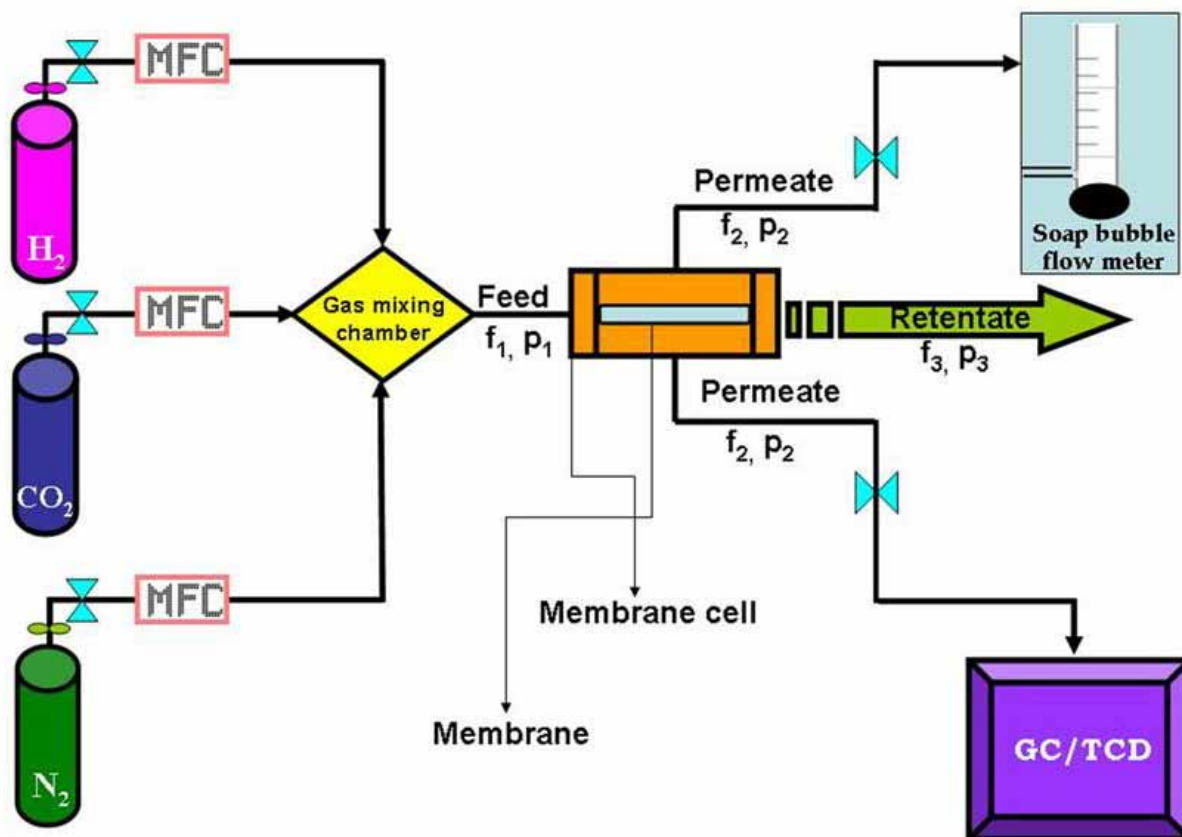 MFC
H₂
Permeate
f₂, p₂
Soap bubble
flow meter
MFC
CO₂
Gas mixing
chamber
Feed
f₁, p₁
Retentate
f₃, p₃
Permeate
f₂, p₂
MFC
N₂
Membrane cell
Membrane
GC/TCD